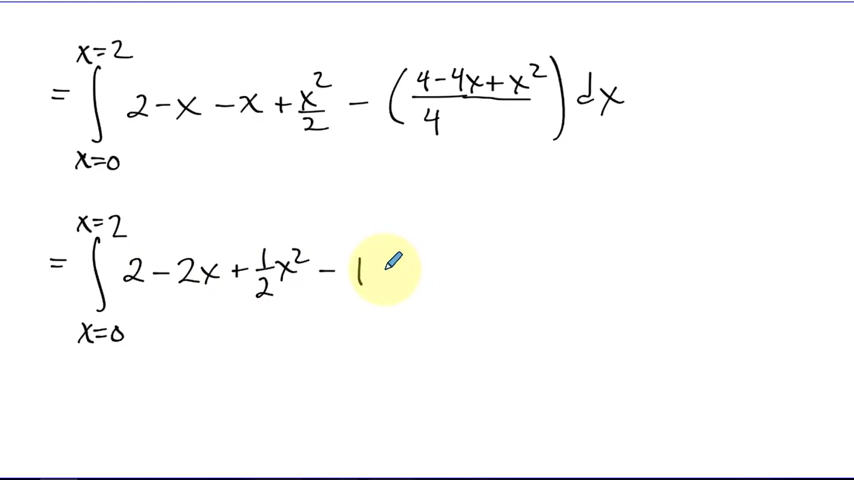 x=2
= ∫ 2-x -x + x²/2 - ( (4-4x+x²)/4 ) dx
x=0
x=2
= ∫ 2-2x + 1/2 x² - 1
x=0